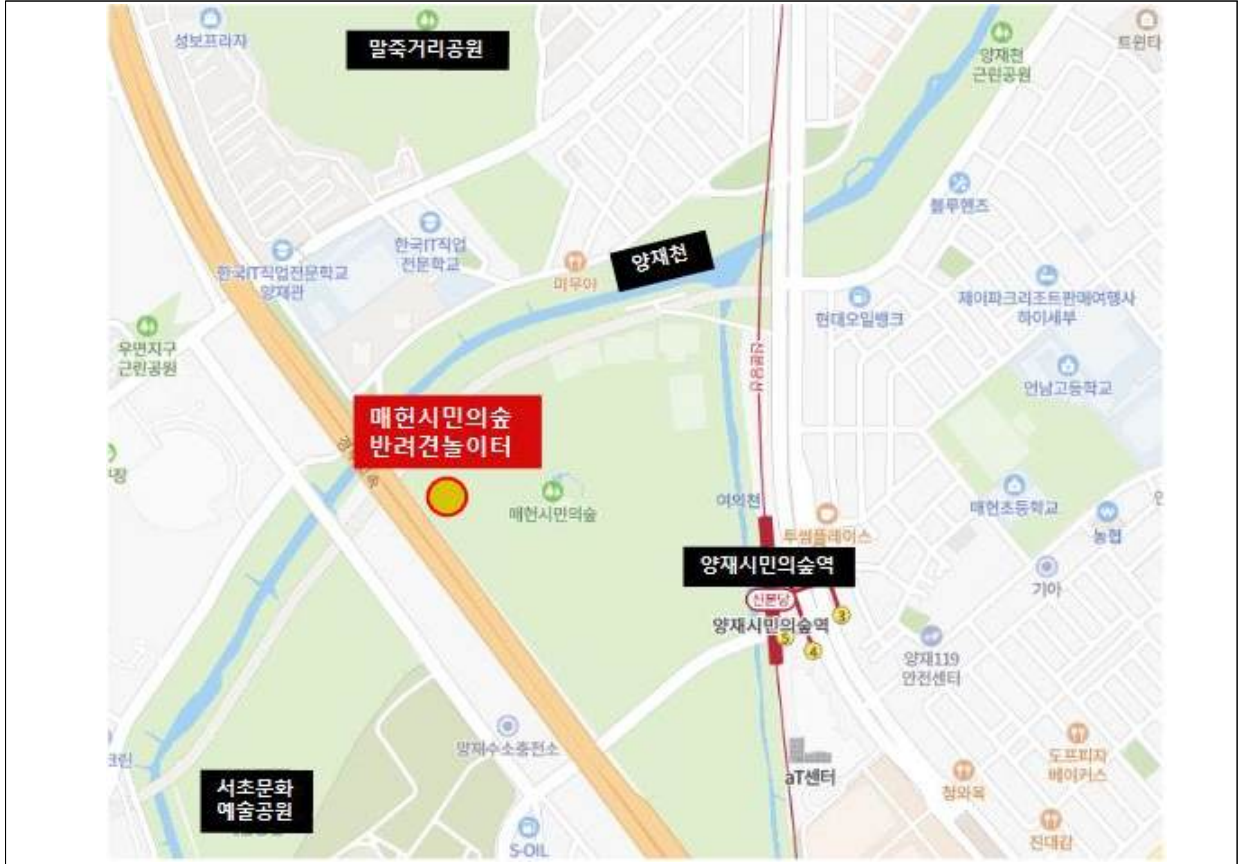 성보프라자
말죽거리공원
양재천
근린공원
트윈타
한국IT직업
전문학교
한국IT직업전문학교
양재관
미우야
양재천
블루핸즈
제이파크리조트판매여행사
하이세부
현대오일뱅크
우면지구
근린공원
신분당선
언남고등학교
매헌시민의숲
반려견놀이터
매헌시민의숲
여의천
매헌초등학교
농협
투썸플레이스
양재시민의숲역
기아
신분당
양재시민의숲역
3
5
4
양재119
안전센터
양재수소충전소
도프피자
베이커스
aT센터
청와옥
서초문화
예술공원
S-OIL
진대감